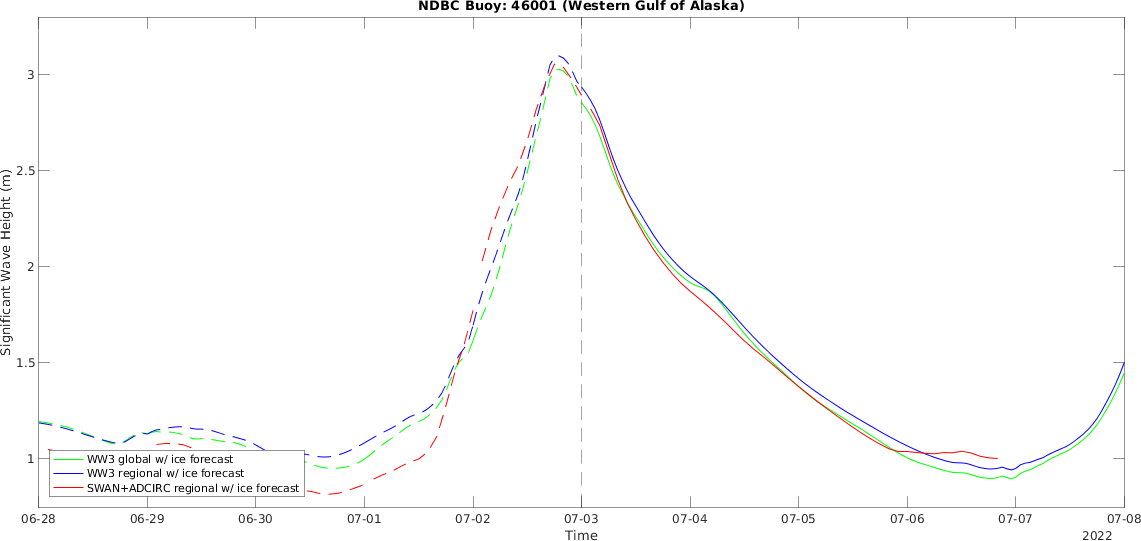 NDBC Buoy: 46001 (Western Gulf of Alaska)
Significant Wave Height (m)
3
2.5
2
1.5
1
WW3 global w/ ice forecast
WW3 regional w/ ice forecast
SWAN+ADCIRC regional w/ ice forecast
06-28 06-29 06-30 07-01 07-02 07-03 07-04 07-05 07-06 07-07 07-08
Time
2022